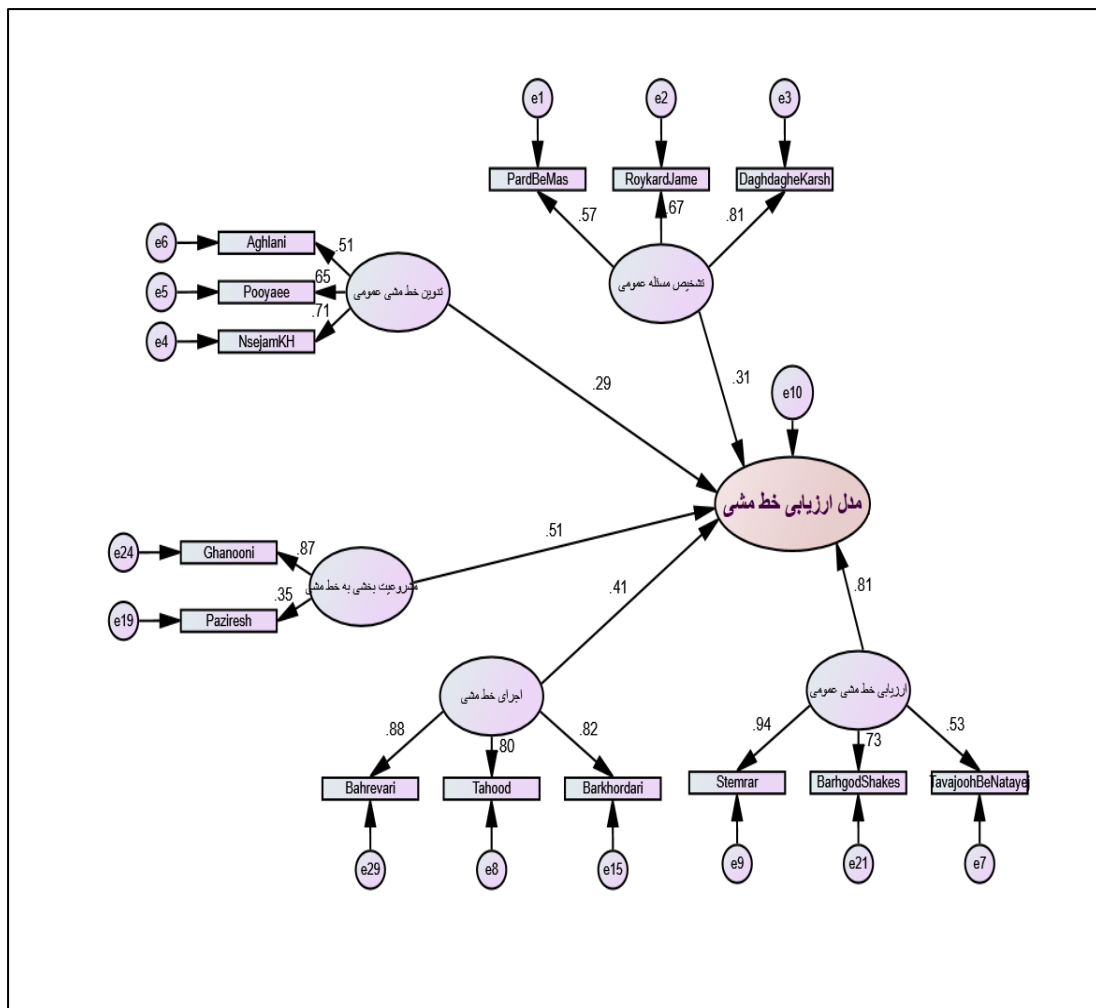 e1
e2
e3
PardBeMas
RoykardJame
DaghdagheKarsh
.57
.67
.81
تشخیص مسئله عمومی
e6
Aghlani
.51
e5
Pooyaee
.65
e4
NsejamKH
.71
تدوین خط مشی عمومی
.29
.31
e10
مدل ارزیابی خط مشی
e24
Ghanooni
.87
e19
Paziresh
.35
مشروعیت بخشی به خط مشی
.51
.41
.81
اجرای خط مشی
ارزیابی خط مشی عمومی
.88
.80
.82
.94
.73
.53
Bahrevari
Tahood
Barkhordari
Stemrar
BarhgodShakes
TavajoohBeNatayej
e29
e8
e15
e9
e21
e7